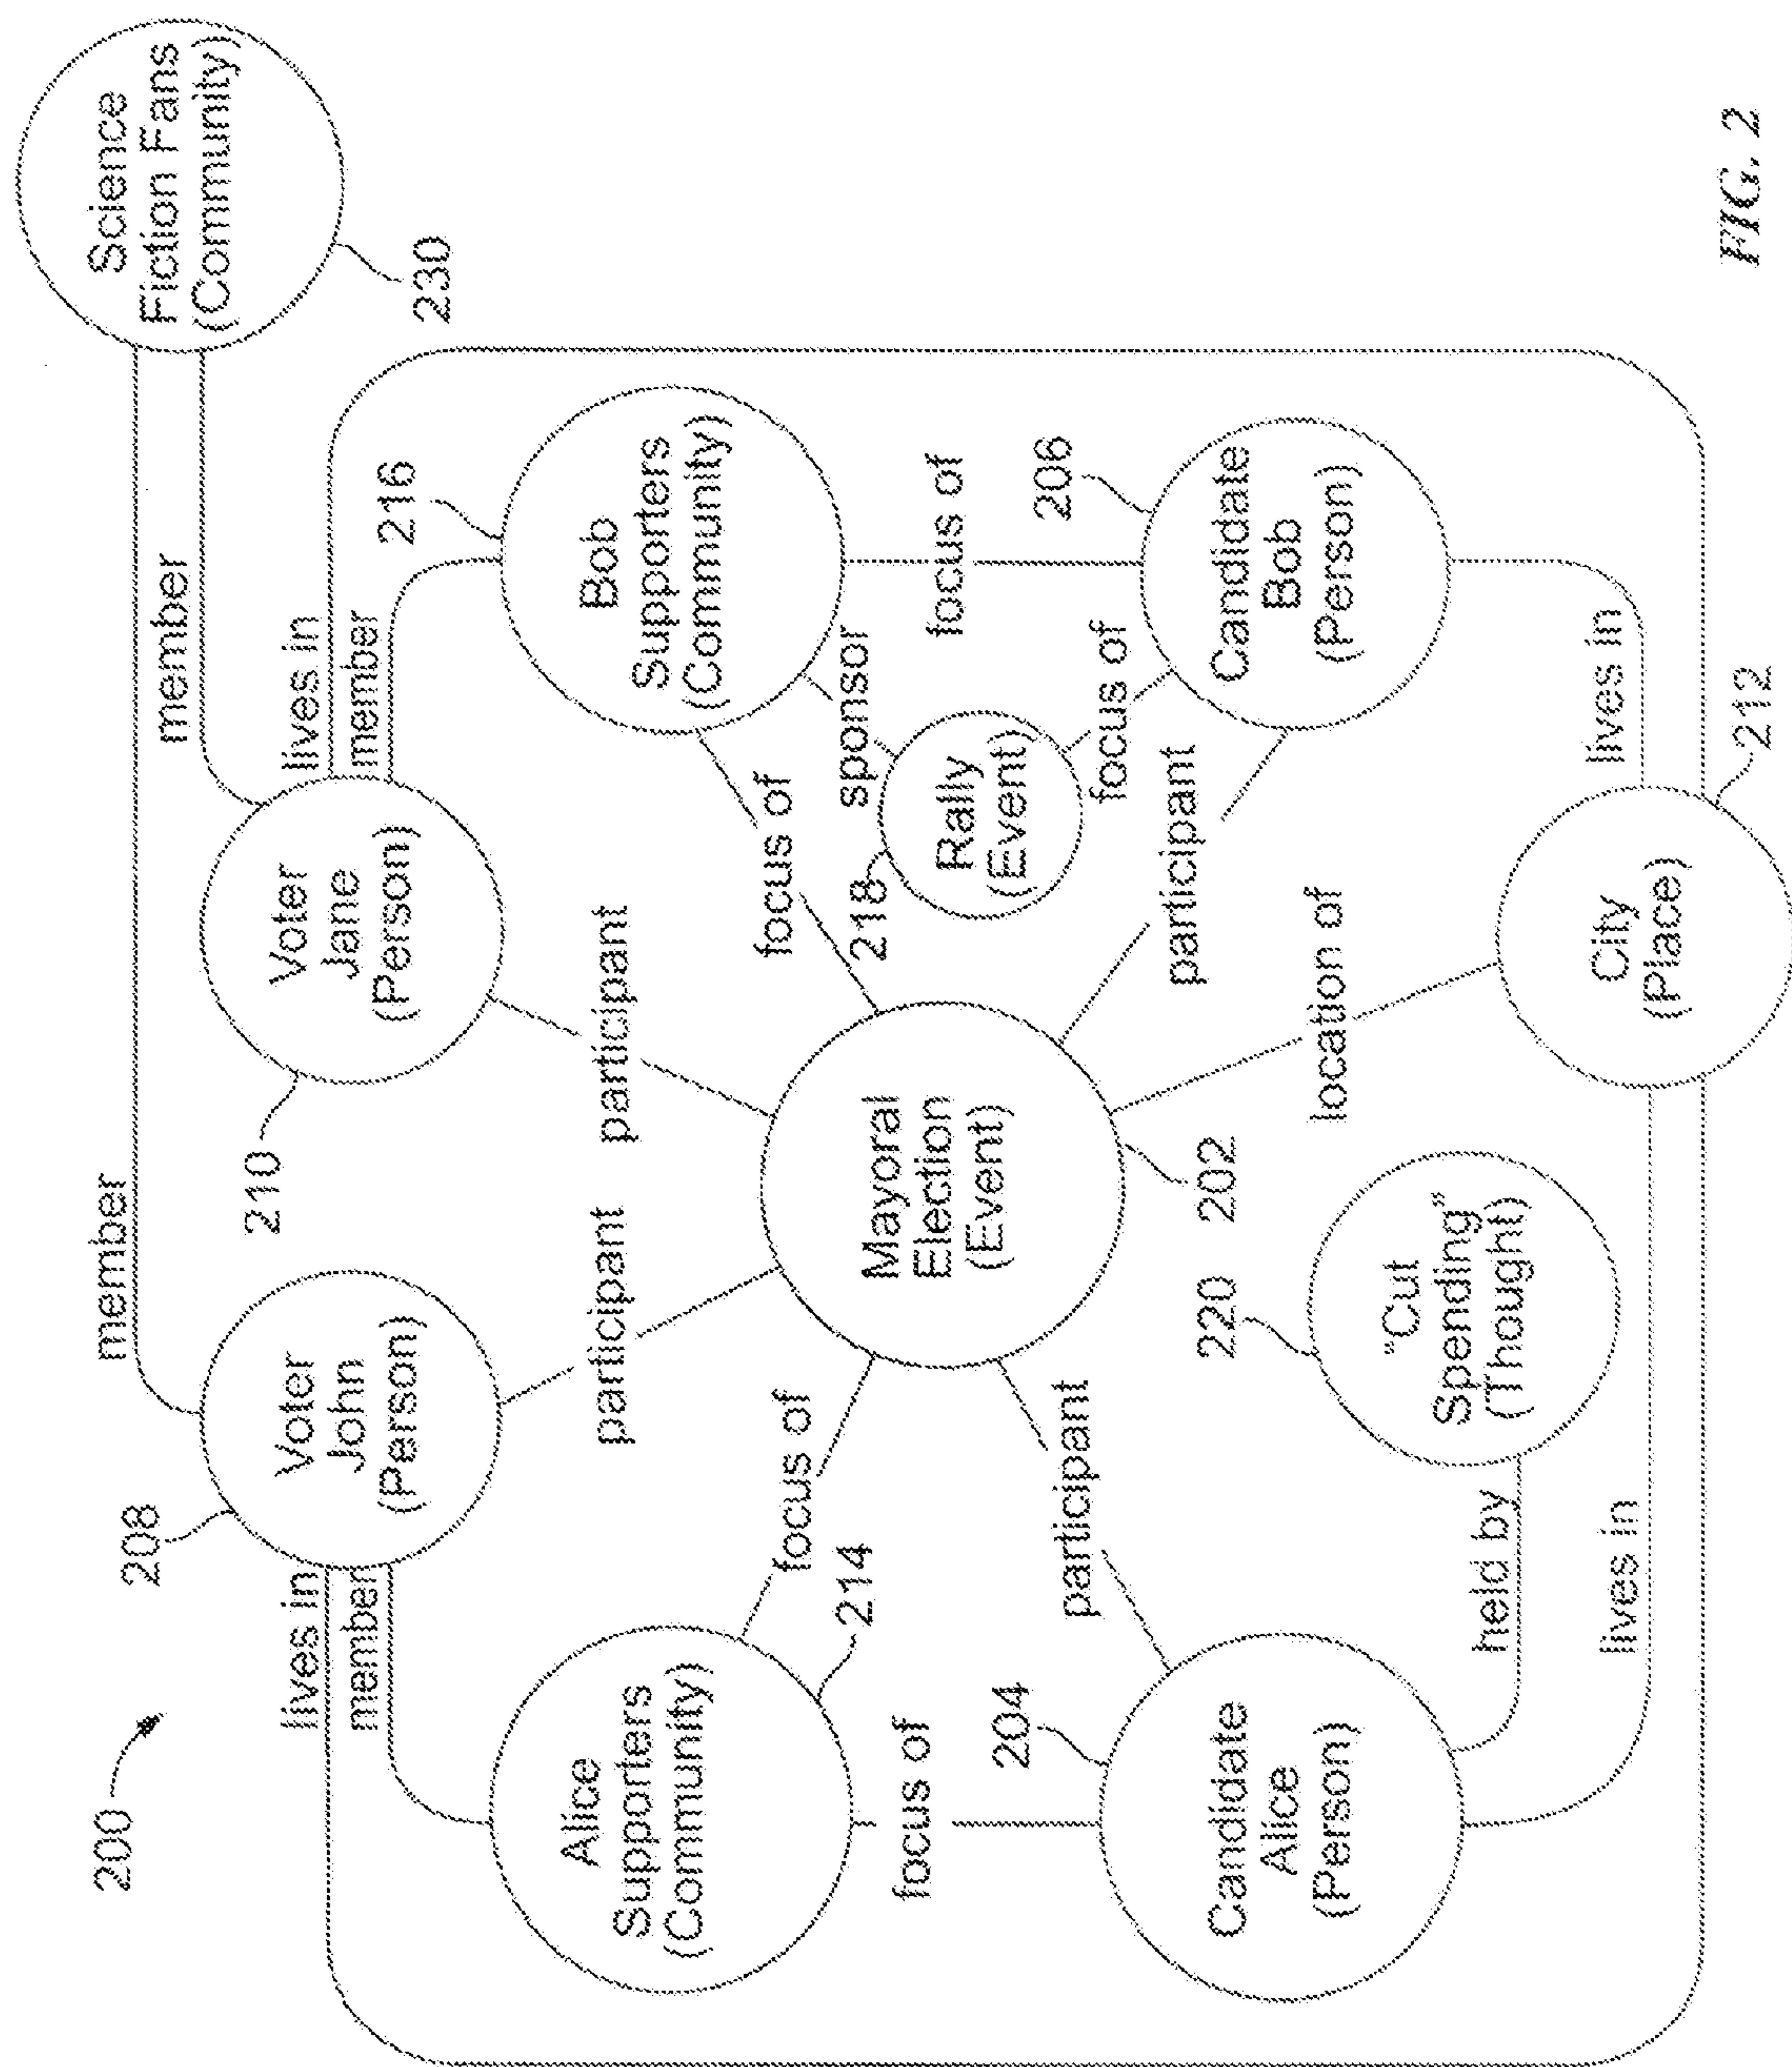 200
208
Voter
John
(Person)
member
210
Voter
Jane
(Person)
member
Science
Fiction Fans
(Community)
230
lives in
member
lives in
member
216
Alice
Supporters
(Community)
214
focus of
participant
participant
focus of
Bob
Supporters
(Community)
sponsor
218
Rally
(Event)
focus of
focus of
focus of
204
Mayoral
Election
(Event)
202
participant
participant
206
Candidate
Alice
(Person)
Candidate
Bob
(Person)
220
"Cut
Spending"
(Thought)
location of
held by
lives in
lives in
City
(Place)
212
FIG. 2